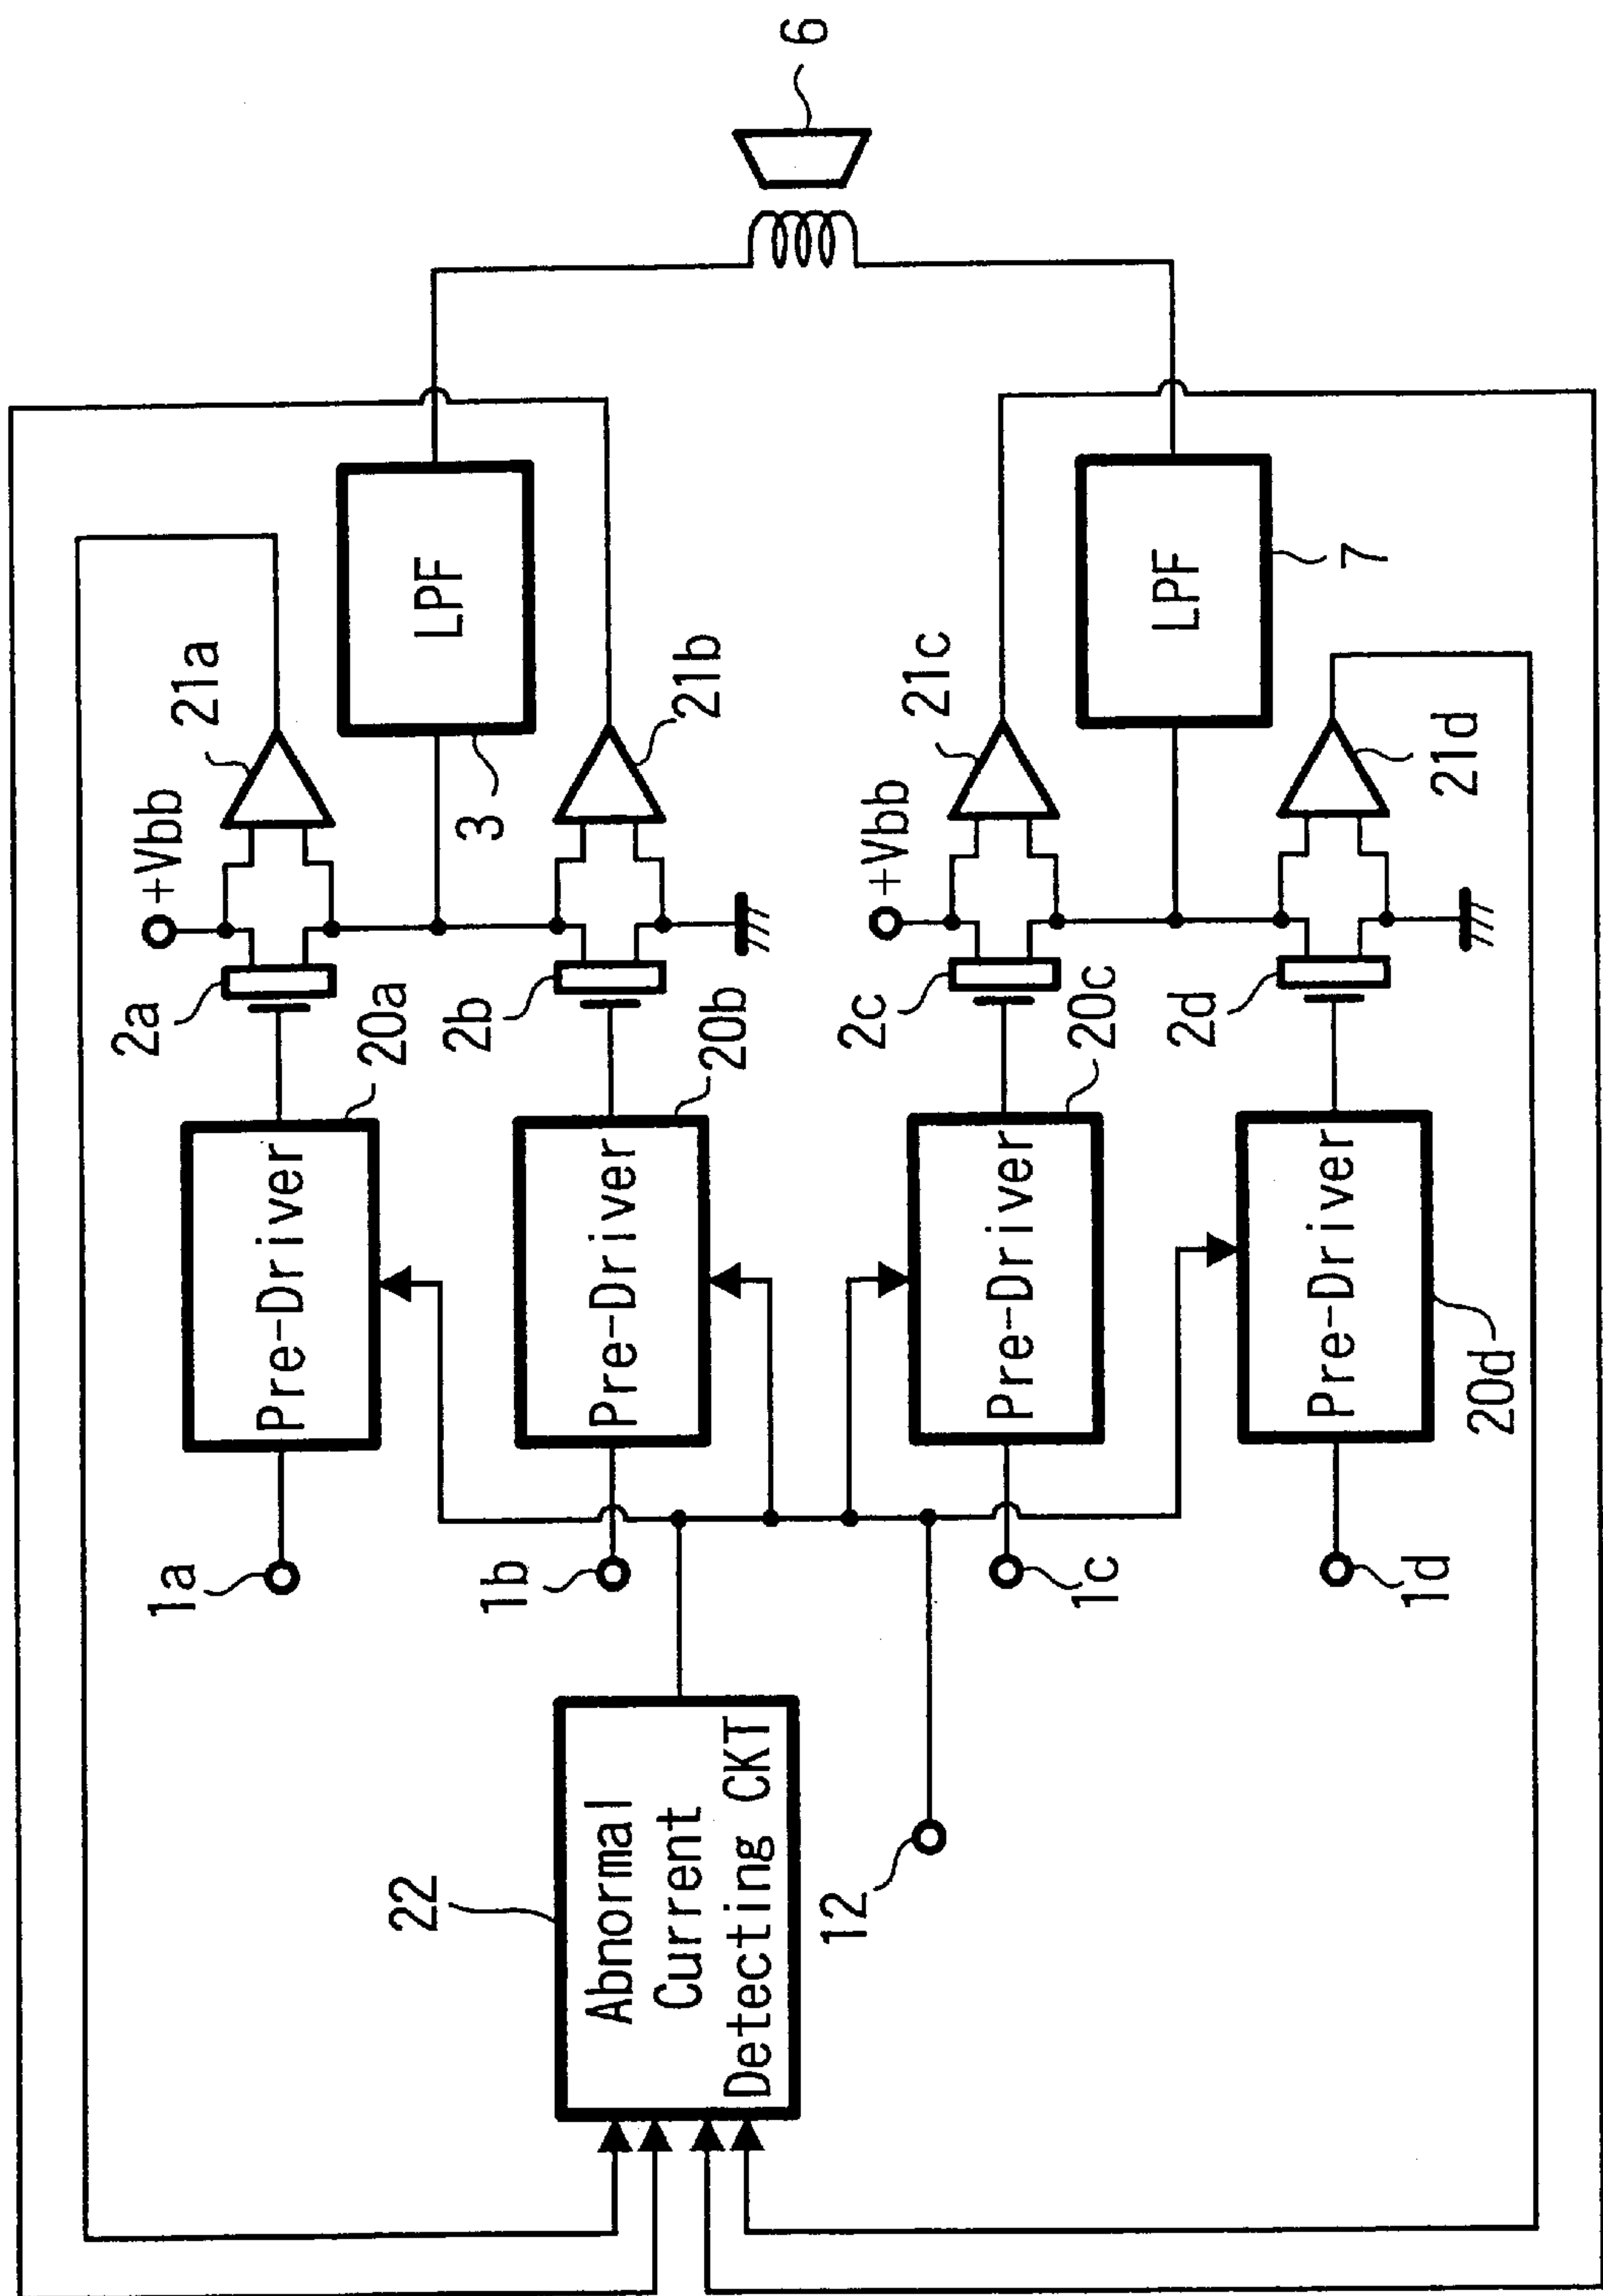 22
Abnormal
Current
Detecting CKT
12
1a
Pre-Driver
20a
2a
+Vbb
21a
1b
Pre-Driver
20b
2b
21b
3
LPF
1c
Pre-Driver
20c
2c
+Vbb
21c
1d
Pre-Driver
20d
2d
21d
LPF
7
6